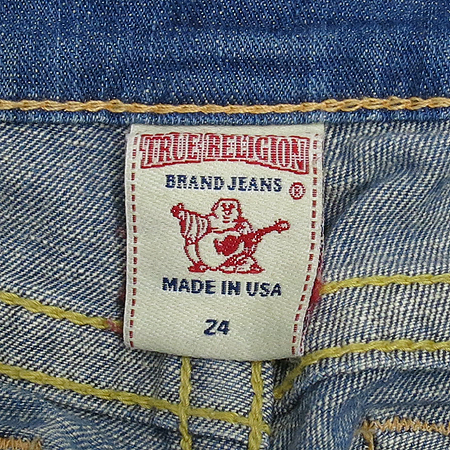 TRUE RELIGION
BRAND JEANS ®
MADE IN USA
24